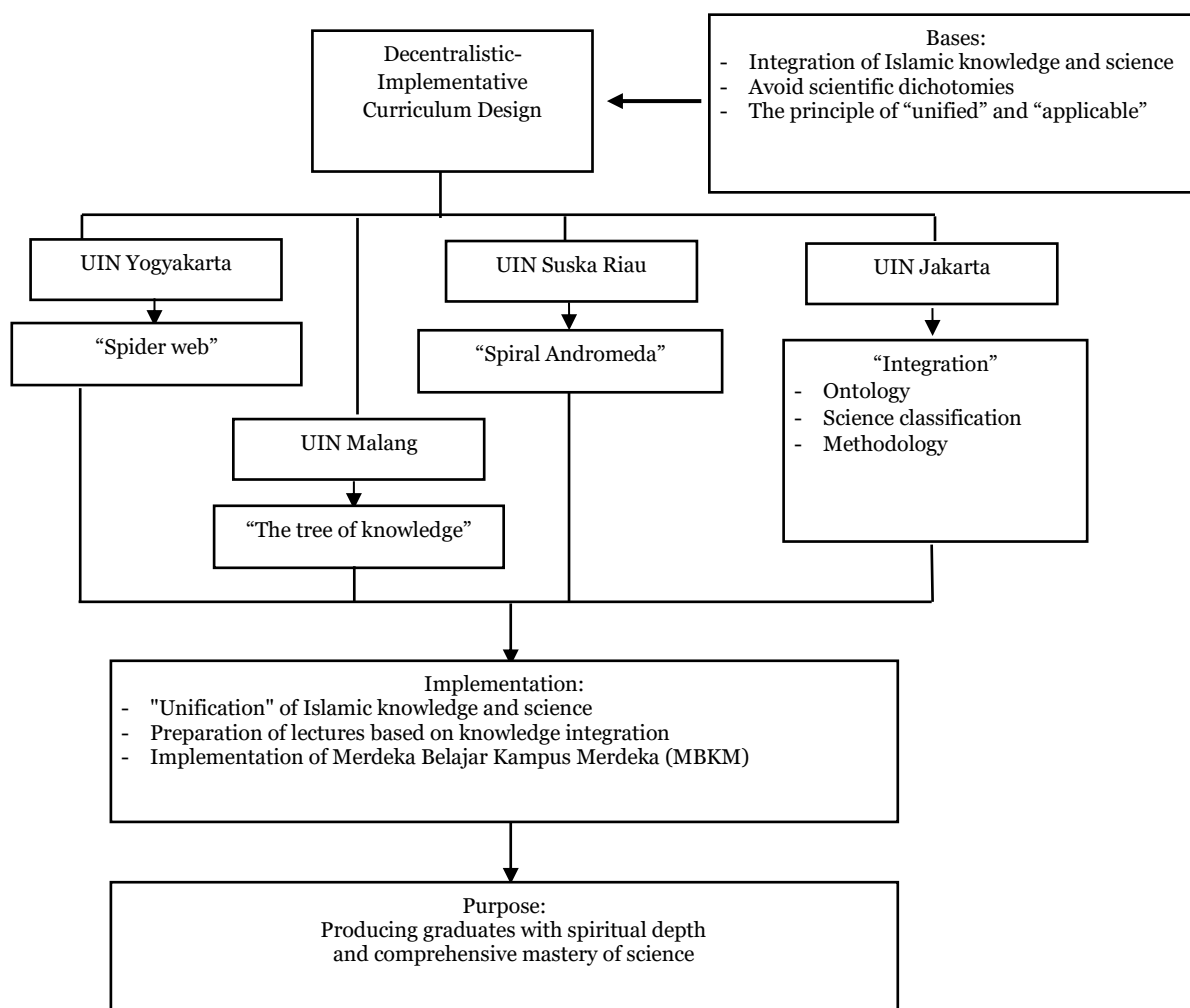 Decentralistic-
Implementative
Curriculum Design
Bases:
- Integration of Islamic knowledge and science
- Avoid scientific dichotomies
- The principle of “unified” and “applicable”
UIN Yogyakarta
UIN Suska Riau
UIN Jakarta
“Spider web”
“Spiral Andromeda”
“Integration”
- Ontology
- Science classification
- Methodology
UIN Malang
“The tree of knowledge”
Implementation:
- "Unification" of Islamic knowledge and science
- Preparation of lectures based on knowledge integration
- Implementation of Merdeka Belajar Kampus Merdeka (MBKM)
Purpose:
Producing graduates with spiritual depth
and comprehensive mastery of science